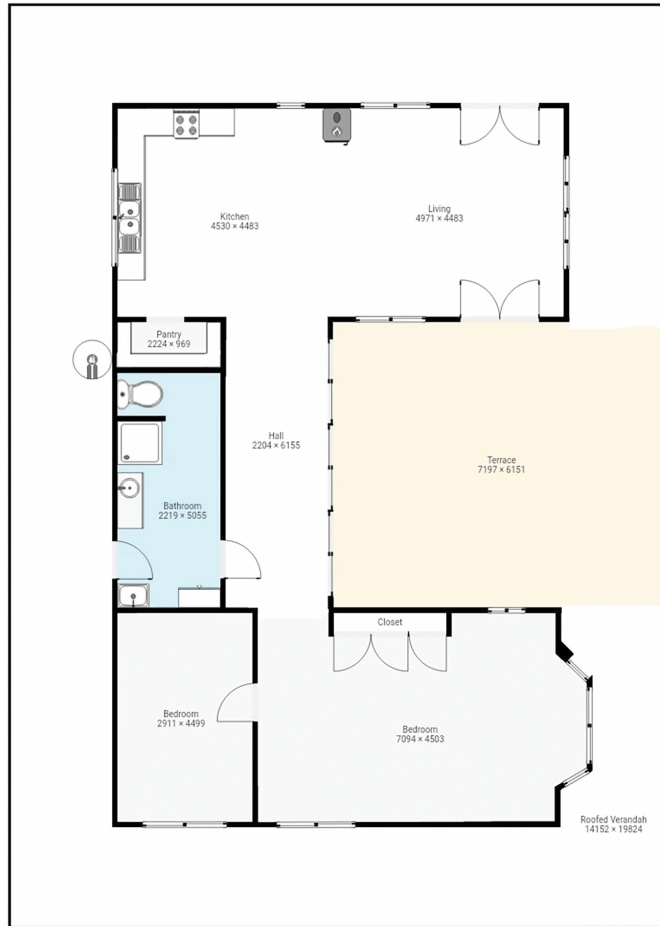 Kitchen
4530 × 4483
Living
4971 × 4483
Pantry
2224 × 969
Hall
2204 × 6155
Terrace
7197 × 6151
Bathroom
2219 × 5055
Closet
Bedroom
2911 × 4499
Bedroom
7094 × 4503
Roofed Verandah
14152 × 19824